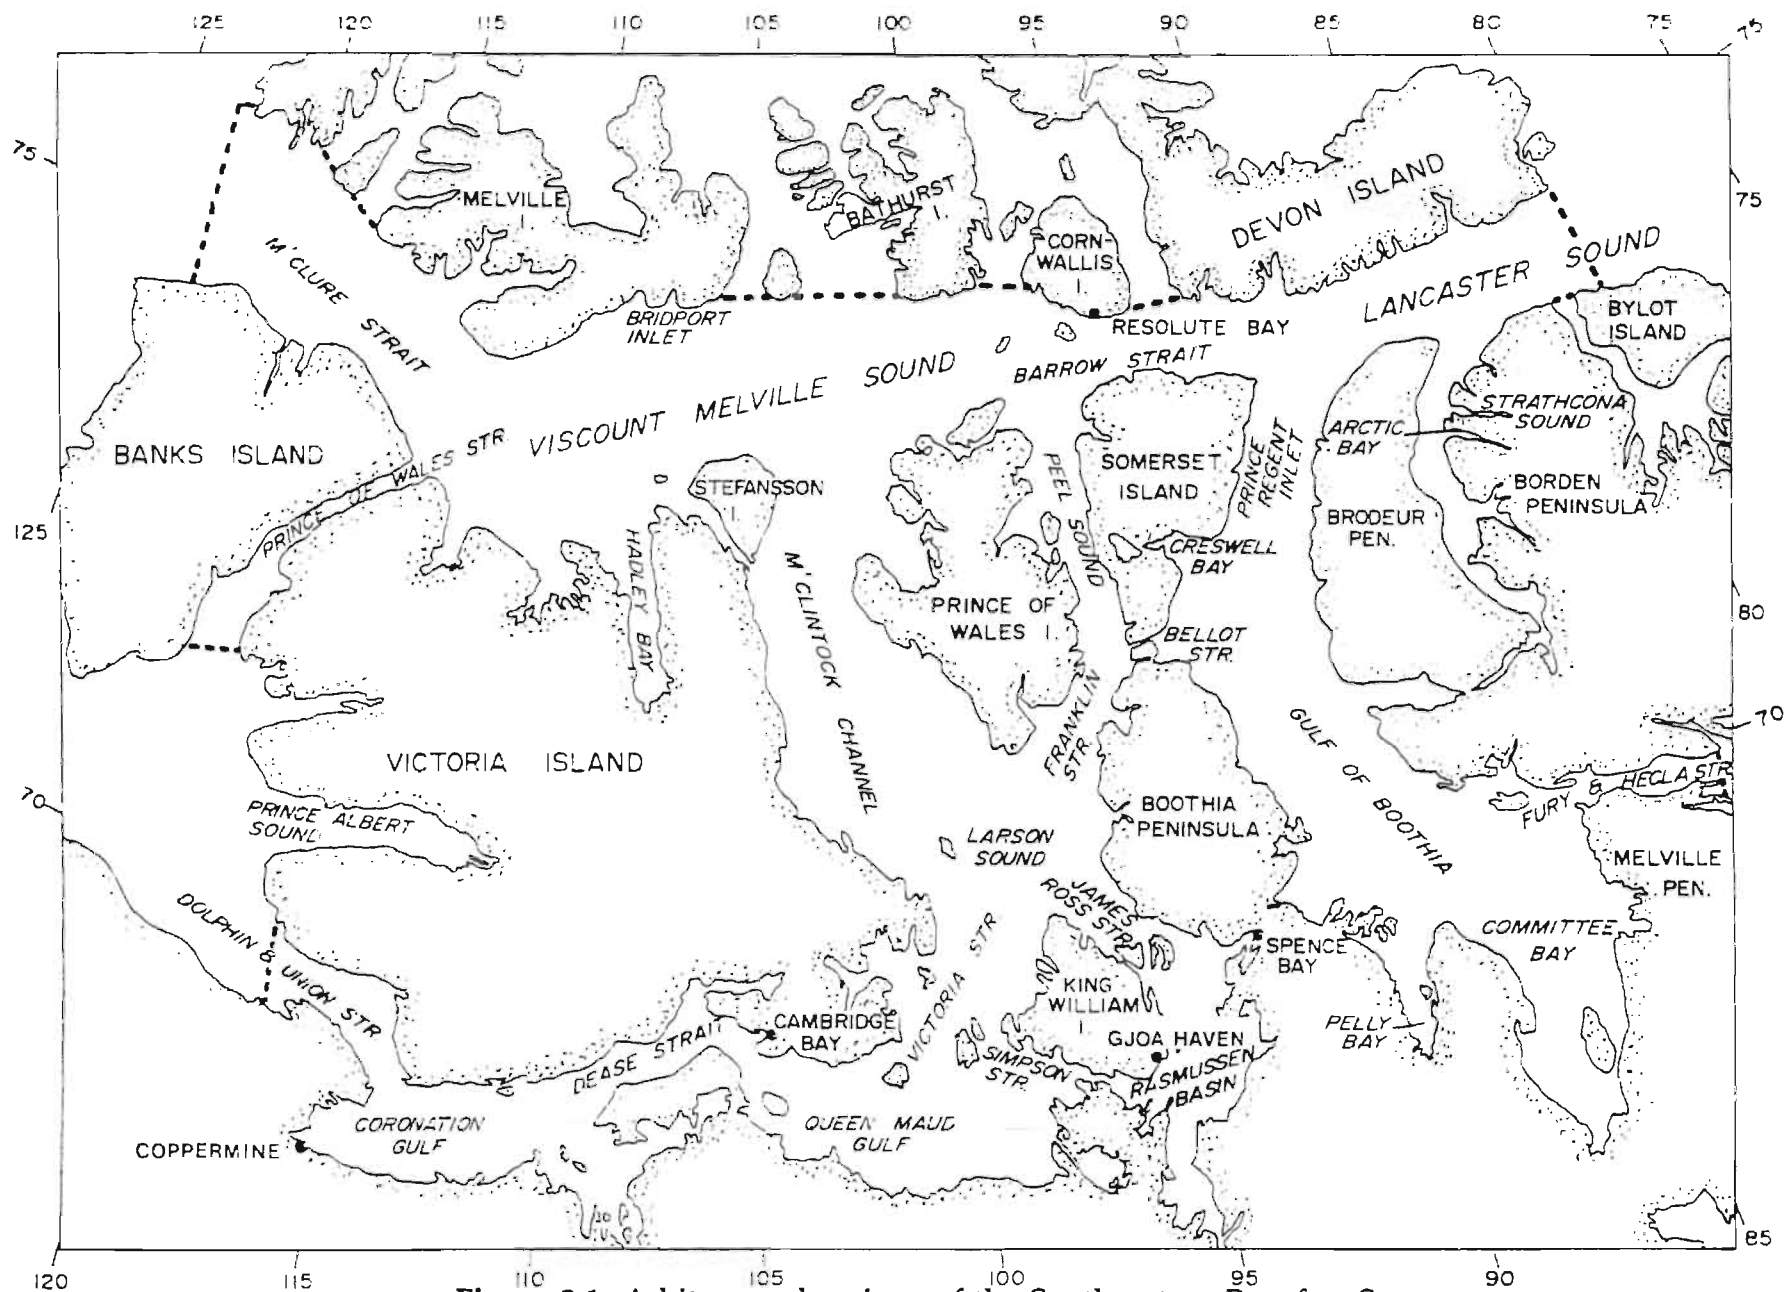 125 120 115 110 105 100 95 90 85 80 75 75
75
75
MELVILLE
I.
BATHURST
I.
CORN-
WALLIS
I.
DEVON ISLAND
LANCASTER SOUND
M'CLURE STRAIT
BRIDPORT
INLET
RESOLUTE BAY
BYLOT
ISLAND
BARROW STRAIT
VISCOUNT MELVILLE SOUND
BANKS ISLAND
PRINCE OF WALES STR.
STEFANSSON
I.
PEEL SOUND
SOMERSET
ISLAND
PRINCE
REGENT
INLET
ARCTIC
BAY
STRATHCONA
SOUND
BORDEN
PENINSULA
BRODEUR
PEN.
125
HADLEY BAY
M'CLINTOCK CHANNEL
CRESWELL
BAY
PRINCE OF
WALES I.
BELLOT
STR.
80
FRANKLIN
STR.
GULF OF BOOTHIA
70
VICTORIA ISLAND
FURY & HECLA STR.
70
PRINCE ALBERT
SOUND
BOOTHIA
PENINSULA
LARSON
SOUND
MELVILLE
PEN.
JAMES
ROSS STR.
DOLPHIN & UNION STR
VICTORIA STR
SPENCE
BAY
COMMITTEE
BAY
KING
WILLIAM
I.
CAMBRIDGE
BAY
DEASE STRAIT
GJOA HAVEN
PELLY
BAY
SIMPSON
STR.
RASMUSSEN
BASIN
CORONATION
GULF
QUEEN MAUD
GULF
COPPERMINE
85
120 115 110 105 100 95 90